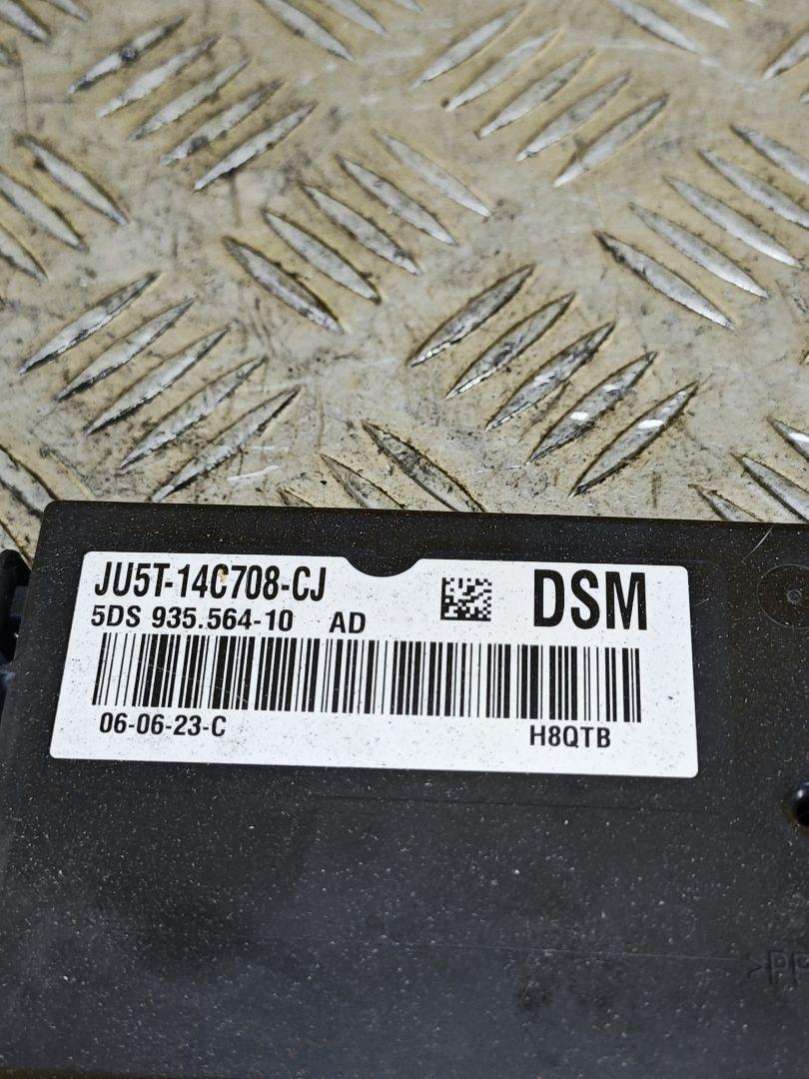 JU5T-14C708-CJ
DSM
5DS 935.564-10 AD
06-06-23-C
H8QTB